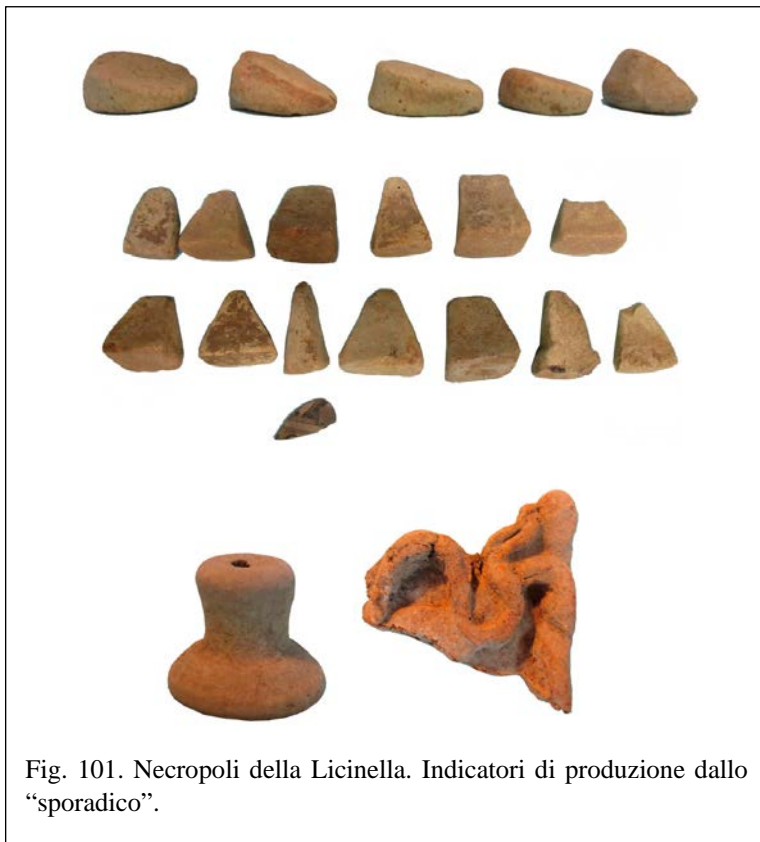 Fig. 101. Necropoli della Licinella. Indicatori di produzione dallo
“sporadico”.